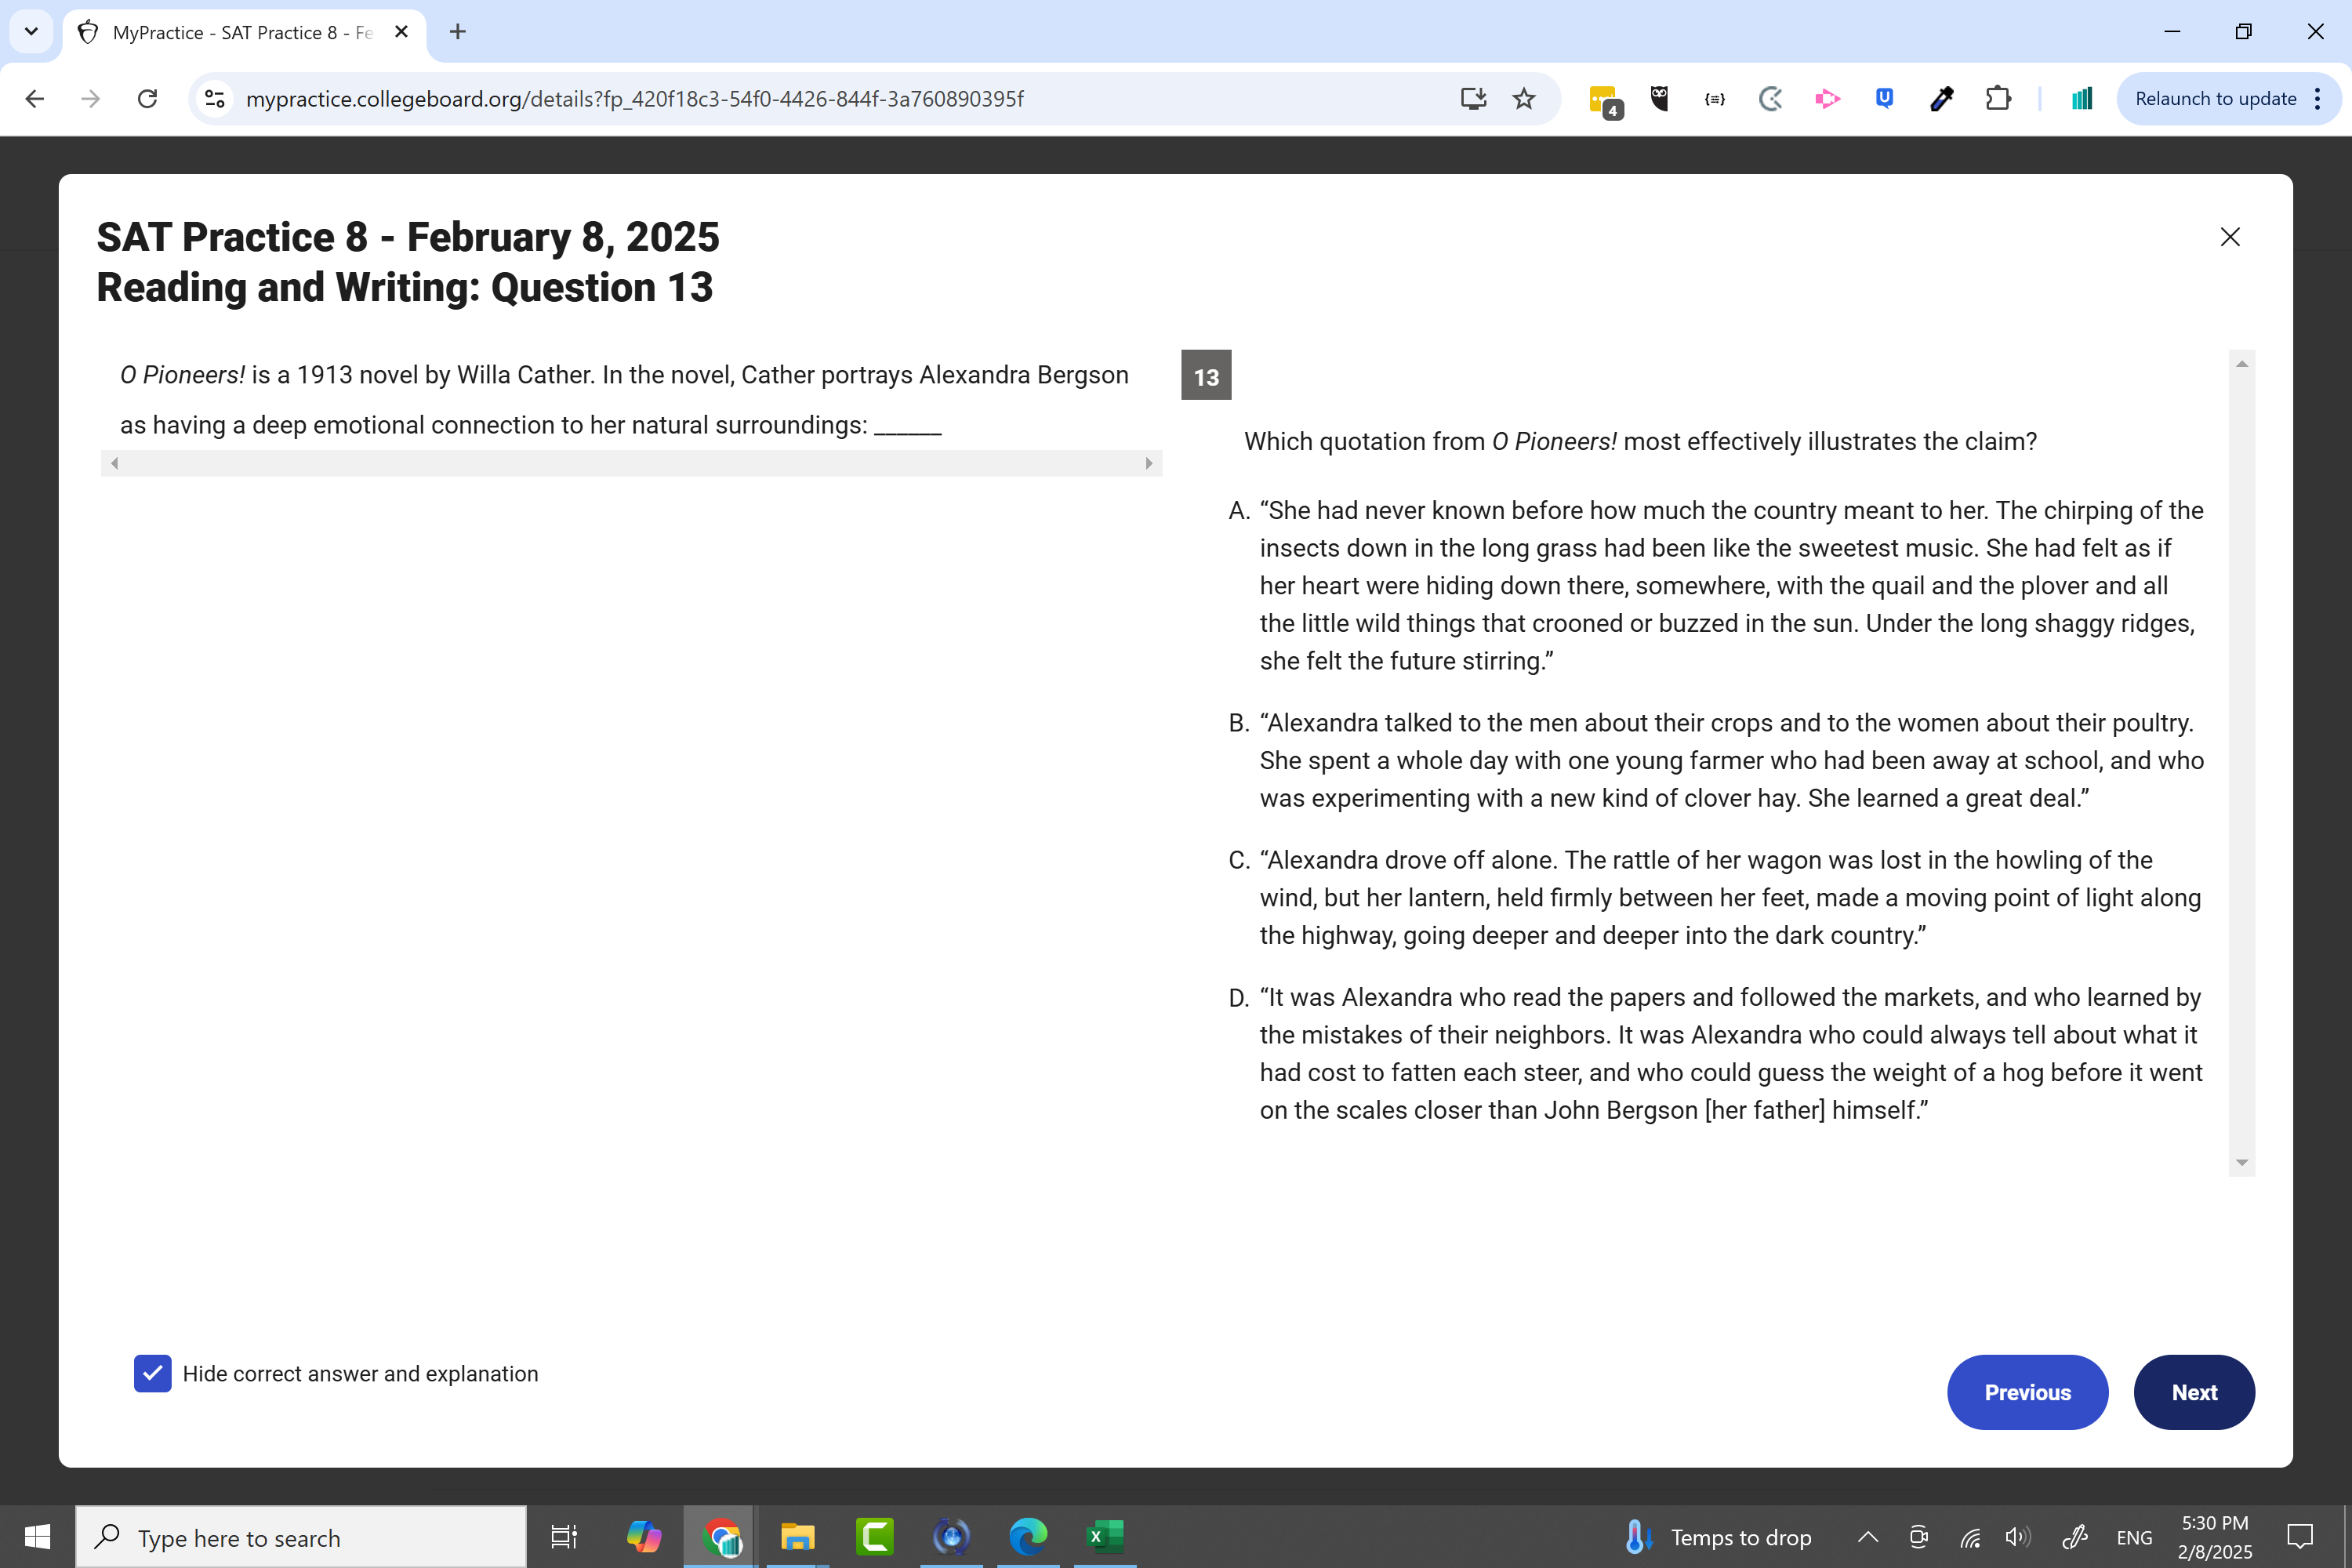 MyPractice - SAT Practice 8 - Fe
mypractice.collegeboard.org/details?fp_420f18c3-54f0-4426-844f-3a760890395f
4
{≡}
U
Relaunch to update
SAT Practice 8 - February 8, 2025
Reading and Writing: Question 13
O Pioneers! is a 1913 novel by Willa Cather. In the novel, Cather portrays Alexandra Bergson
as having a deep emotional connection to her natural surroundings: ______
13
Which quotation from O Pioneers! most effectively illustrates the claim?
A. “She had never known before how much the country meant to her. The chirping of the
insects down in the long grass had been like the sweetest music. She had felt as if
her heart were hiding down there, somewhere, with the quail and the plover and all
the little wild things that crooned or buzzed in the sun. Under the long shaggy ridges,
she felt the future stirring.”
B. “Alexandra talked to the men about their crops and to the women about their poultry.
She spent a whole day with one young farmer who had been away at school, and who
was experimenting with a new kind of clover hay. She learned a great deal.”
C. “Alexandra drove off alone. The rattle of her wagon was lost in the howling of the
wind, but her lantern, held firmly between her feet, made a moving point of light along
the highway, going deeper and deeper into the dark country.”
D. “It was Alexandra who read the papers and followed the markets, and who learned by
the mistakes of their neighbors. It was Alexandra who could always tell about what it
had cost to fatten each steer, and who could guess the weight of a hog before it went
on the scales closer than John Bergson [her father] himself.”
Hide correct answer and explanation
Previous
Next
Type here to search
Temps to drop
ENG
5:30 PM
2/8/2025